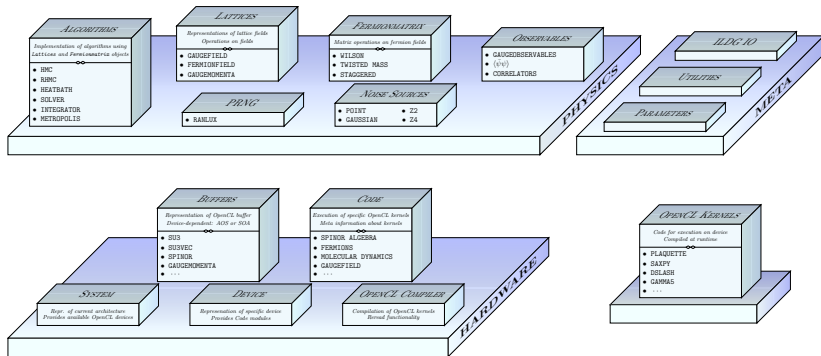 ALGORITHMS
Implementation of algorithms using
Lattices and Fermionmatrix objects
• HMC
• RHMC
• HEATBATH
• SOLVER
• INTEGRATOR
• METROPOLIS
LATTICES
Representations of lattice fields
Operations on fields
• GAUGEFIELD
• FERMIONFIELD
• GAUGEMOMENTA
FERMIONMATRIX
Matrix operations on fermion fields
• WILSON
• TWISTED MASS
• STAGGERED
OBSERVABLES
• GAUGEOBSERVABLES
• ⟨ψ̄ψ⟩
• CORRELATORS
PRNG
• RANLUX
NOISE SOURCES
• POINT • Z2
• GAUSSIAN • Z4
PHYSICS
ILDG IO
UTILITIES
PARAMETERS
META
BUFFERS
Representation of OpenCL buffer
Device-dependent: AOS or SOA
• SU3
• SU3VEC
• SPINOR
• GAUGEMOMENTA
• ···
CODE
Execution of specific OpenCL kernels
Meta information about kernels
• SPINOR ALGEBRA
• FERMIONS
• MOLECULAR DYNAMICS
• GAUGEFIELD
• ···
SYSTEM
Repr. of current architecture
Provides available OpenCL devices
DEVICE
Represenation of specific device
Provides Code modules
OPENCL COMPILER
Compilation of OpenCL kernels
Reread functionality
HARDWARE
OPENCL KERNELS
Code for execution on device
Compiled at runtime
• PLAQUETTE
• SAXPY
• DSLASH
• GAMMA5
• ···